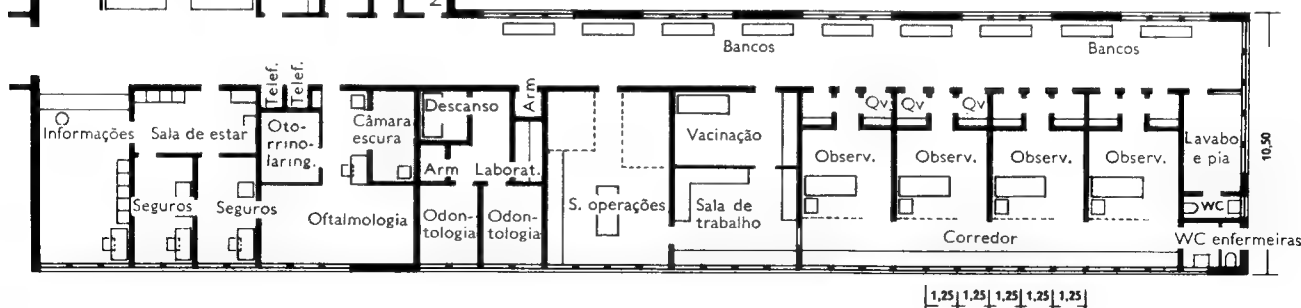 Bancos
Bancos
Telef.
Telef.
Arm
Descanso
Qv
Qv
Qv
Informações
Sala de estar
Oto-
rrino-
laring.
Câmara
escura
Vacinação
Lavabo
e pia
10,50
Arm
Laborat.
Observ.
Observ.
Observ.
Observ.
Seguros
Seguros
Oftalmologia
Odon-
tologia
Odon-
tologia
S. operações
Sala de
trabalho
WC
Corredor
WC enfermeiras
1,25 1,25 1,25 1,25 1,25